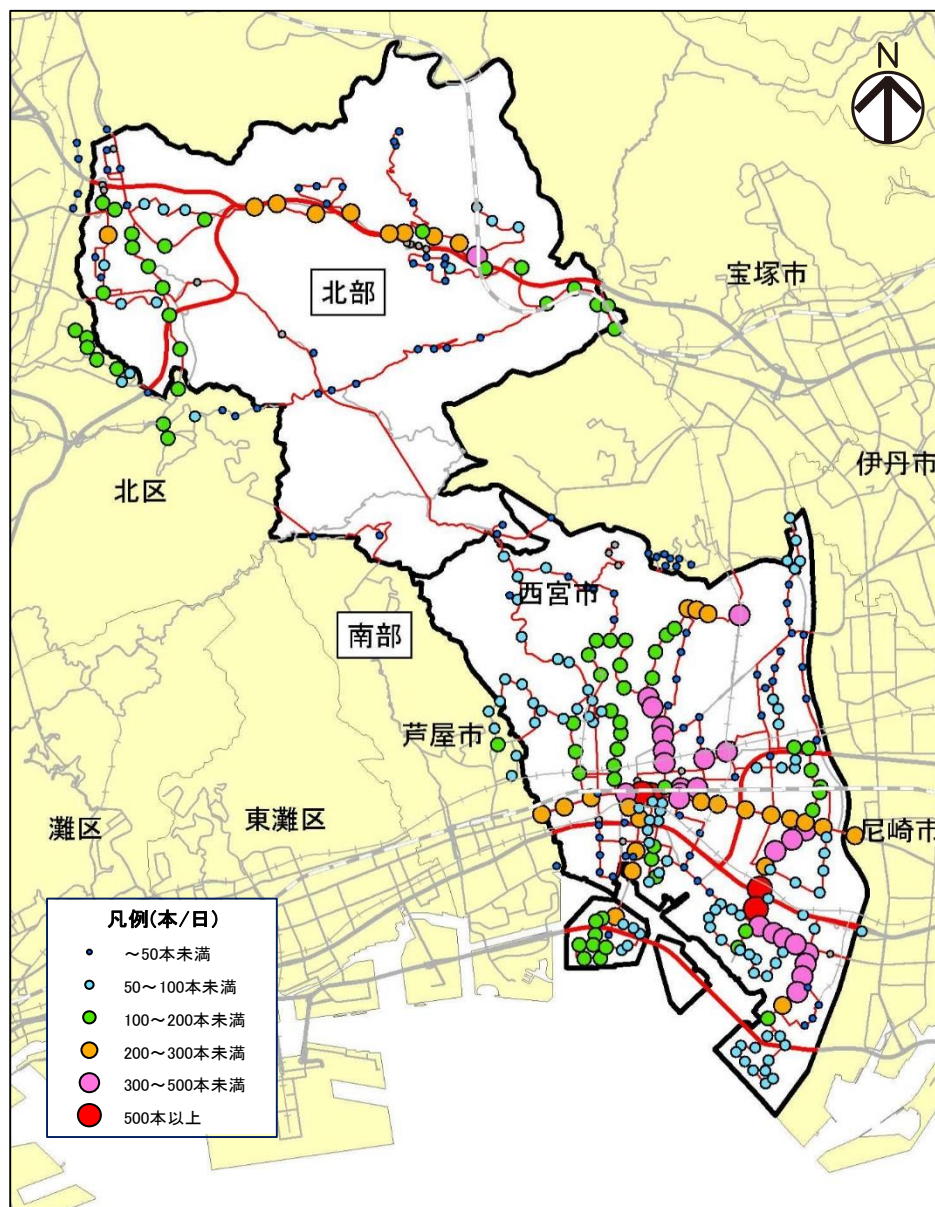 N
宝塚市
北部
伊丹市
北区
西宮市
南部
芦屋市
東灘区
灘区
尼崎市
凡例(本/日)
～50本未満
50～100本未満
100～200本未満
200～300本未満
300～500本未満
500本以上